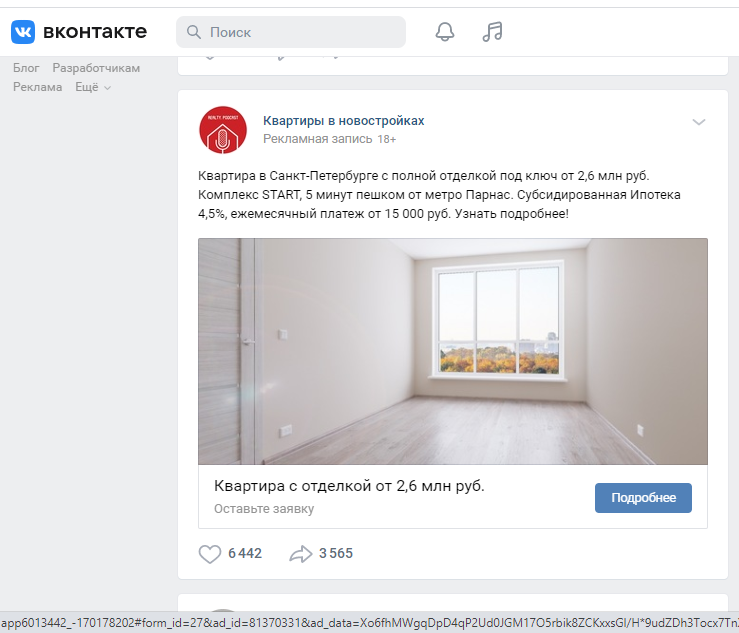 вконтакте
Поиск
Блог Разработчикам
Реклама Ещё
REALTY PODCAST
Квартиры в новостройках
Рекламная запись 18+
Квартира в Санкт-Петербурге с полной отделкой под ключ от 2,6 млн руб.
Комплекс START, 5 минут пешком от метро Парнас. Субсидированная Ипотека
4,5%, ежемесячный платеж от 15 000 руб. Узнать подробнее!
Квартира с отделкой от 2,6 млн руб.
Оставьте заявку
Подробнее
6 442 3 565
app6013442_-170178202#form_id=27&ad_id=81370331&ad_data=Xo6fhMWgqDpD4qP2Ud0JGM17O5rbik8ZCKxxsGI/H*9udZDh3Tocx7Tn